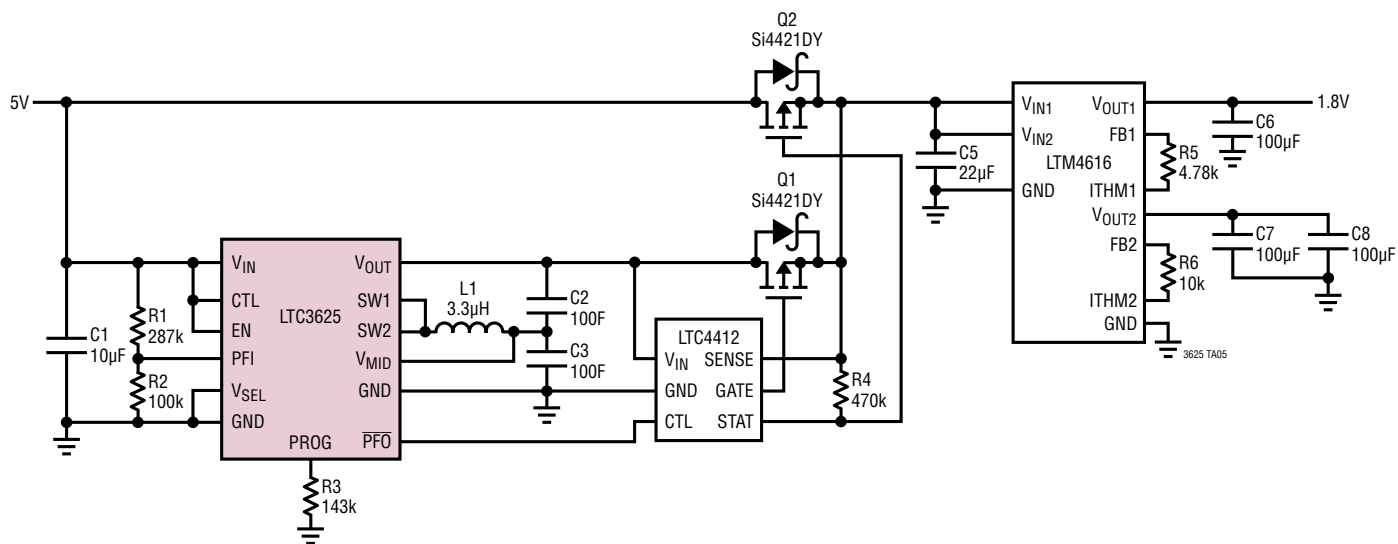 Q2
Si4421DY
5V
VIN1
VOUT1
1.8V
C6
100µF
VIN2
FB1
C5
22µF
LTM4616
R5
4.78k
GND
ITHM1
Q1
Si4421DY
VOUT2
C7
100µF
C8
100µF
FB2
R6
10k
ITHM2
GND
3625 TA05
VIN
VOUT
L1
3.3µH
C2
100F
CTL
SW1
LTC3625
EN
SW2
R1
287k
C1
10µF
PFI
VMID
C3
100F
LTC4412
VIN
SENSE
R2
100k
VSEL
GND
GND
GATE
R4
470k
GND
PROG
PFO
CTL
STAT
R3
143k